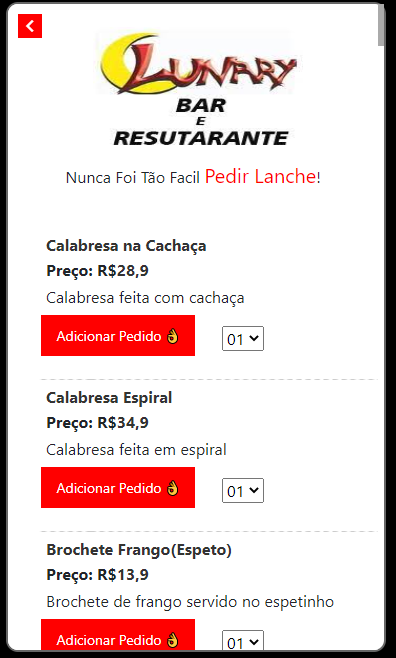 LUNARY
BAR
E
RESUTARANTE
Nunca Foi Tão Facil Pedir Lanche!
Calabresa na Cachaça
Preço: R$28,9
Calabresa feita com cachaça
Adicionar Pedido 👌 01
Calabresa Espiral
Preço: R$34,9
Calabresa feita em espiral
Adicionar Pedido 👌 01
Brochete Frango(Espeto)
Preço: R$13,9
Brochete de frango servido no espetinho
Adicionar Pedido 👌 01